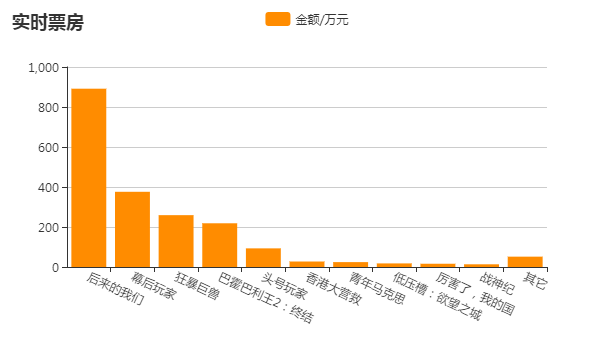 实时票房
金额/万元
1,000
800
600
400
200
0
后来的我们
幕后玩家
狂暴巨兽
巴霍巴利王2：终结
头号玩家
香港大营救
青年马克思
低压槽：欲望之城
厉害了，我的国
战神纪
其它